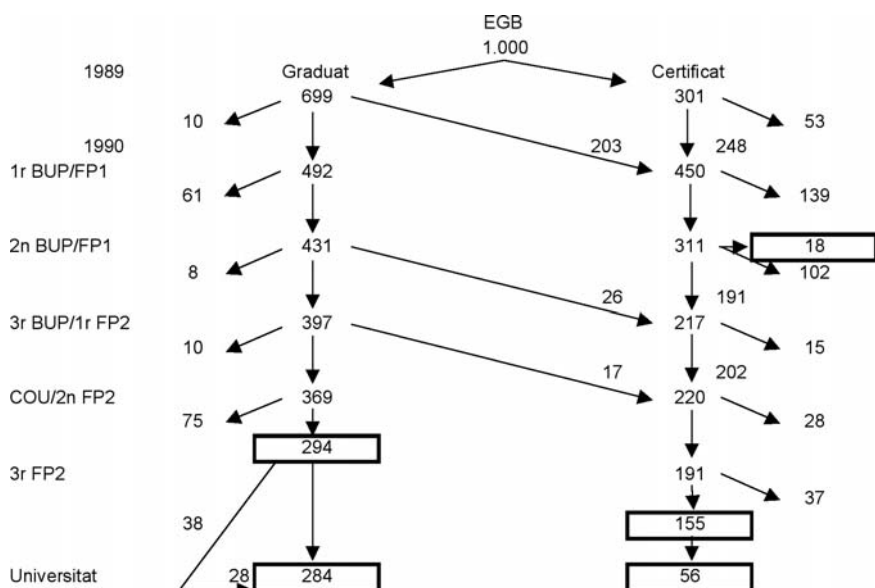 EGB
1.000
1989 Graduat Certificat
699 301
10 53
1990 203 248
1r BUP/FP1 492 450
61 139
2n BUP/FP1 431 311 18
8 102
26 191
3r BUP/1r FP2 397 217
10 15
17 202
COU/2n FP2 369 220
75 28
294
3r FP2 191
37
38 155
Universitat 28 284 56